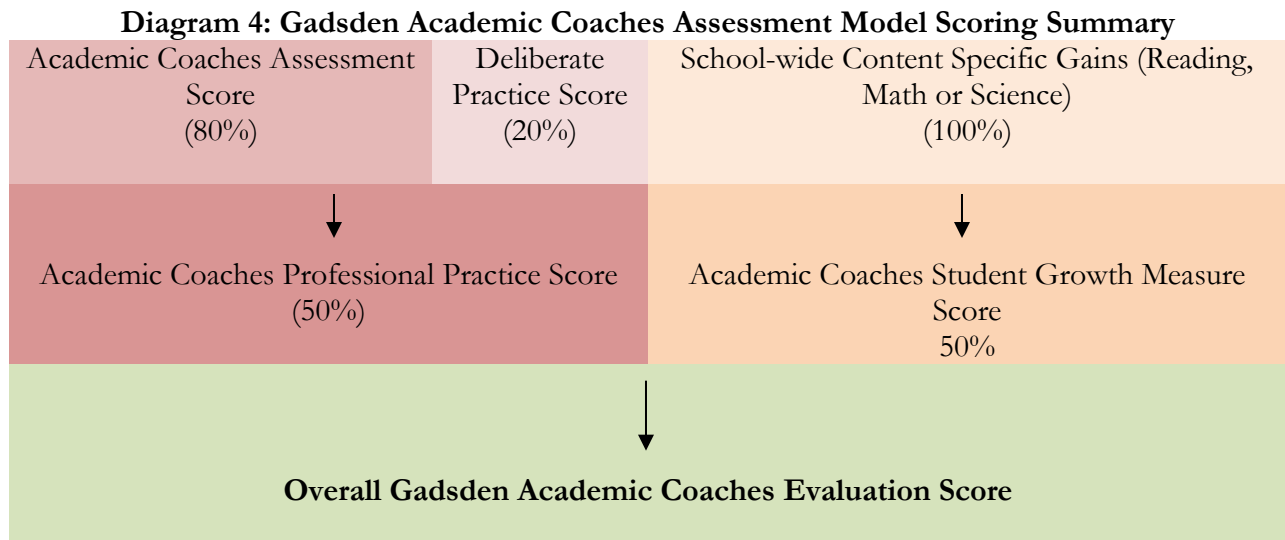 Diagram 4: Gadsden Academic Coaches Assessment Model Scoring Summary
Academic Coaches Assessment
Score
(80%)
Deliberate
Practice Score
(20%)
School-wide Content Specific Gains (Reading,
Math or Science)
(100%)
Academic Coaches Professional Practice Score
(50%)
Academic Coaches Student Growth Measure
Score
50%
Overall Gadsden Academic Coaches Evaluation Score